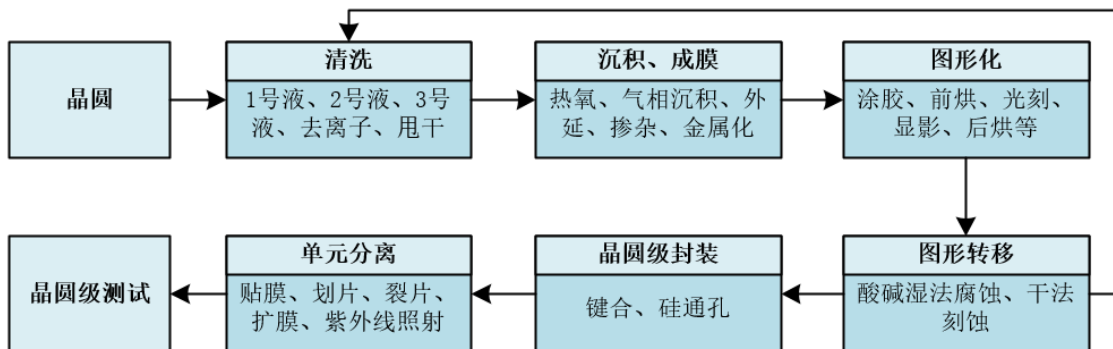 晶圆
清洗
1号液、2号液、3号
液、去离子、甩干
沉积、成膜
热氧、气相沉积、外
延、掺杂、金属化
图形化
涂胶、前烘、光刻、
显影、后烘等
图形转移
酸碱湿法腐蚀、干法
刻蚀
晶圆级封装
键合、硅通孔
单元分离
贴膜、划片、裂片、
扩膜、紫外线照射
晶圆级测试